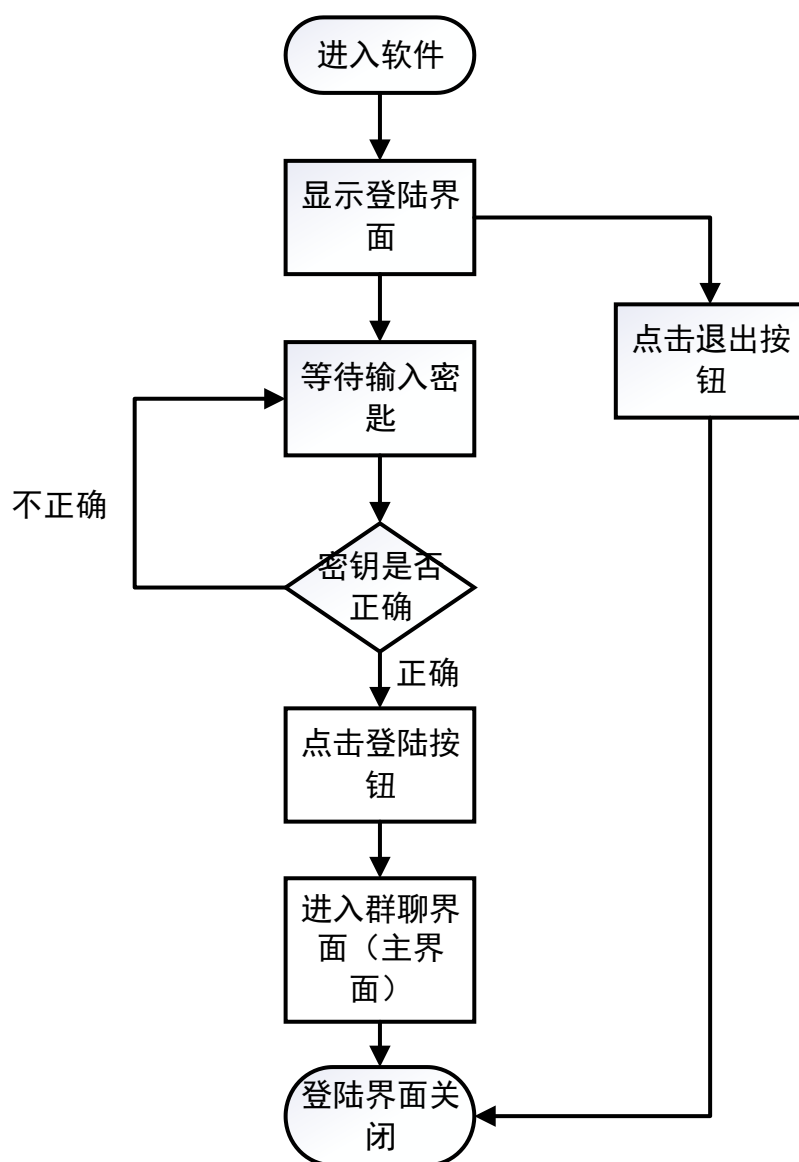 进入软件
显示登陆界
面
点击退出按
钮
等待输入密
匙
不正确
密钥是否
正确
正确
点击登陆按
钮
进入群聊界
面（主界
面）
登陆界面关
闭